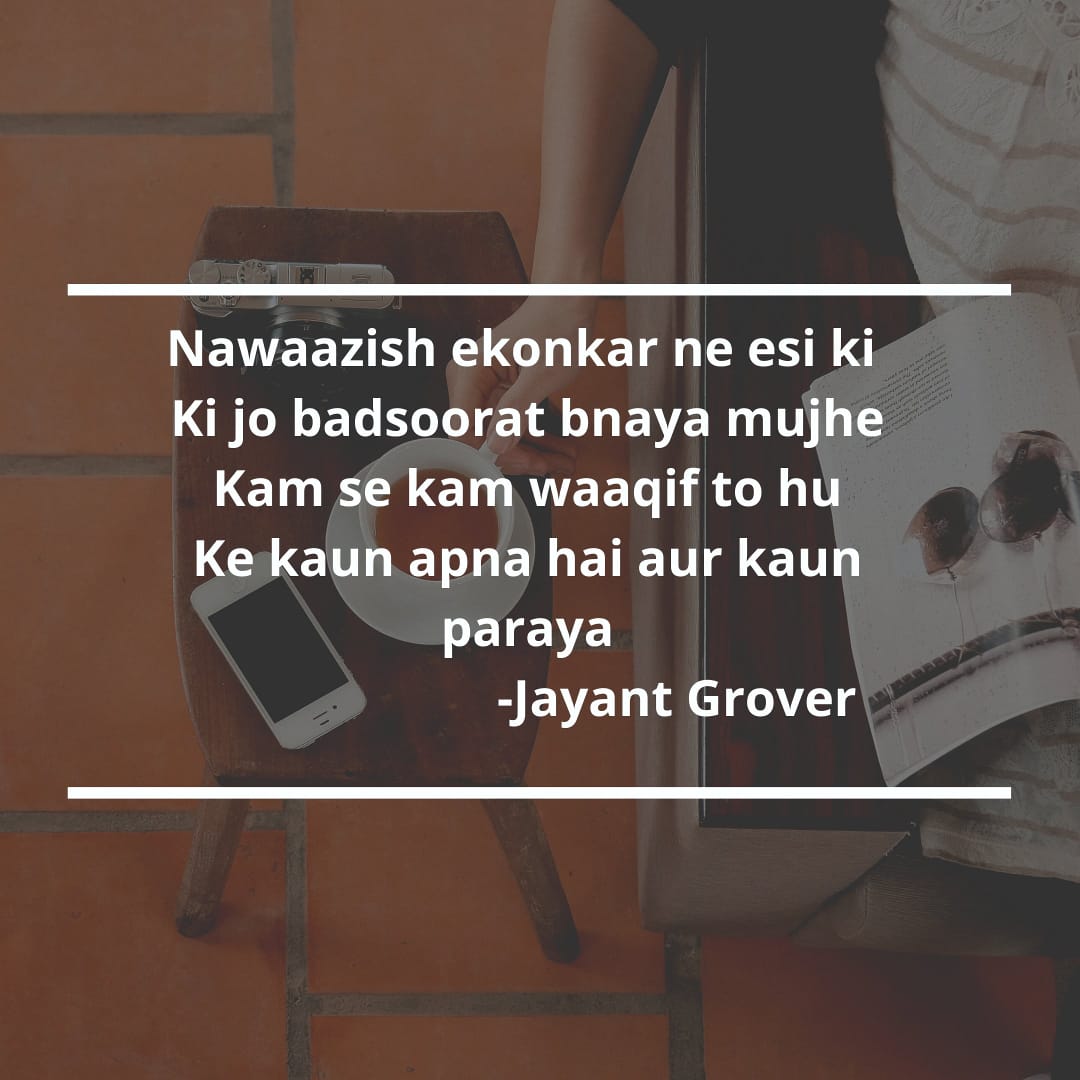 Nawaazish ekonkar ne esi ki
Ki jo badsoorat bnaya mujhe
Kam se kam waaqif to hu
Ke kaun apna hai aur kaun
paraya
-Jayant Grover